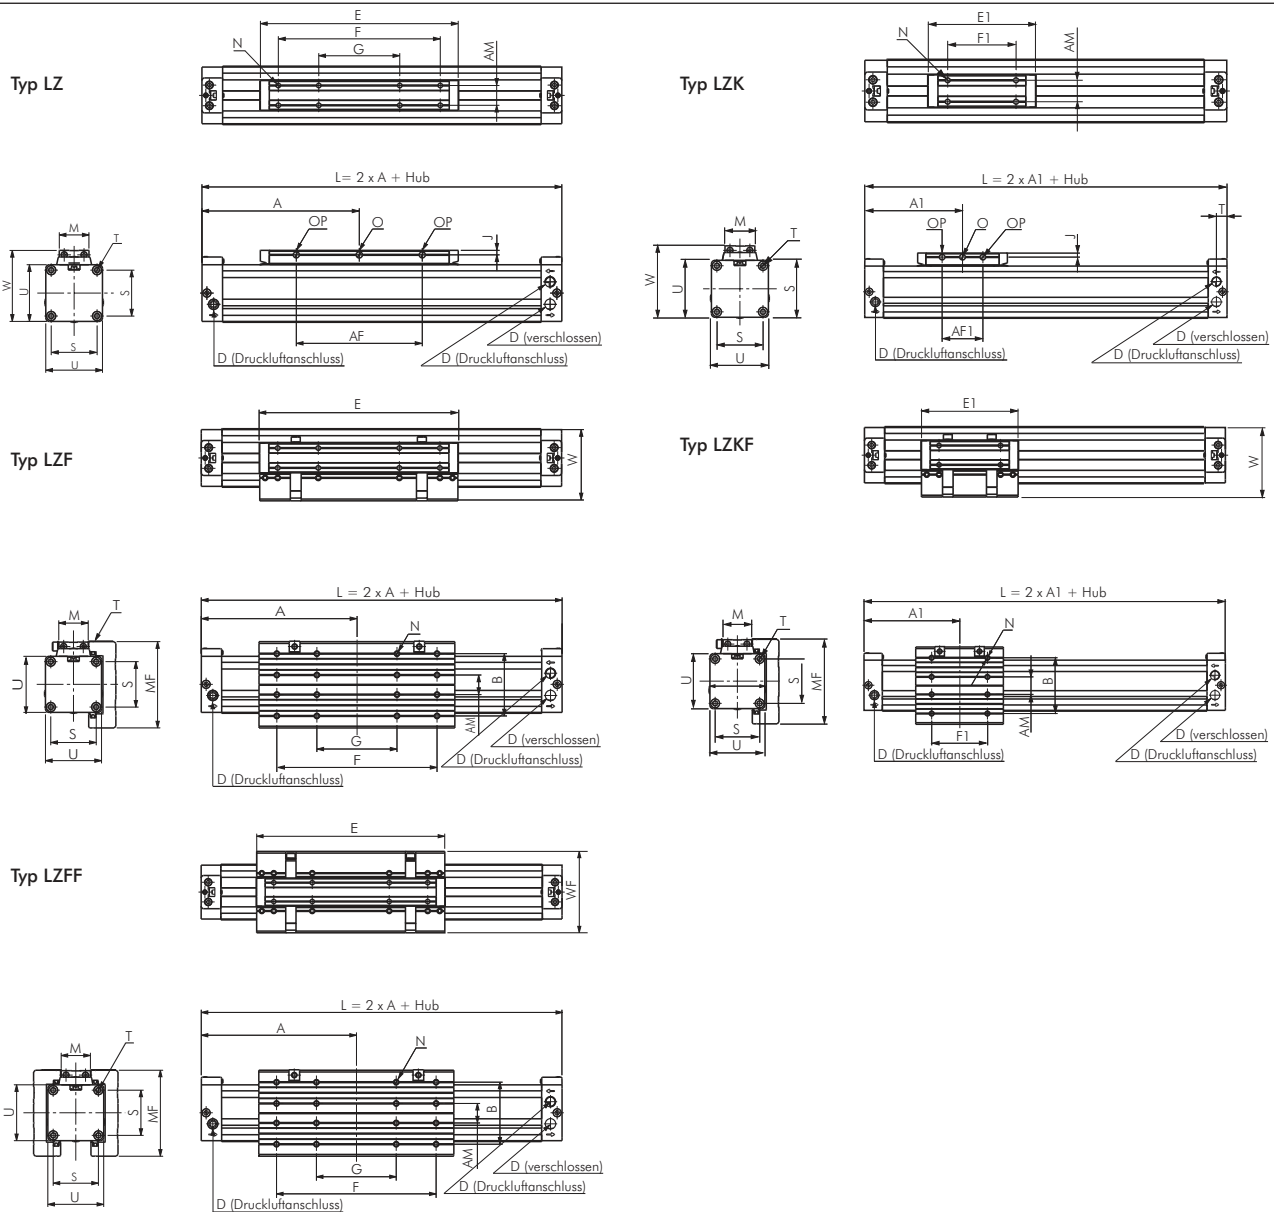 Typ LZ
E
F
G
N
AM
Typ LZK
E1
F1
N
AM
L= 2 x A + Hub
A
OP
O
OP
J
M
T
W
U
S
S
U
AF
D (verschlossen)
D (Druckluftanschluss)
D (Druckluftanschluss)
L = 2 x A1 + Hub
A1
T
OP
O
OP
J
M
T
W
U
S
S
U
AF1
D (verschlossen)
D (Druckluftanschluss)
D (Druckluftanschluss)
Typ LZF
E
W
Typ LZKF
E1
W
L = 2 x A + Hub
A
N
M
T
U
S
MF
S
U
B
AM
G
F
D (verschlossen)
D (Druckluftanschluss)
D (Druckluftanschluss)
L = 2 x A1 + Hub
A1
N
M
T
U
S
MF
S
U
B
AM
F1
D (verschlossen)
D (Druckluftanschluss)
D (Druckluftanschluss)
Typ LZFF
E
WF
L = 2 x A + Hub
A
N
M
T
U
S
MF
S
U
B
AM
G
F
D (verschlossen)
D (Druckluftanschluss)
D (Druckluftanschluss)